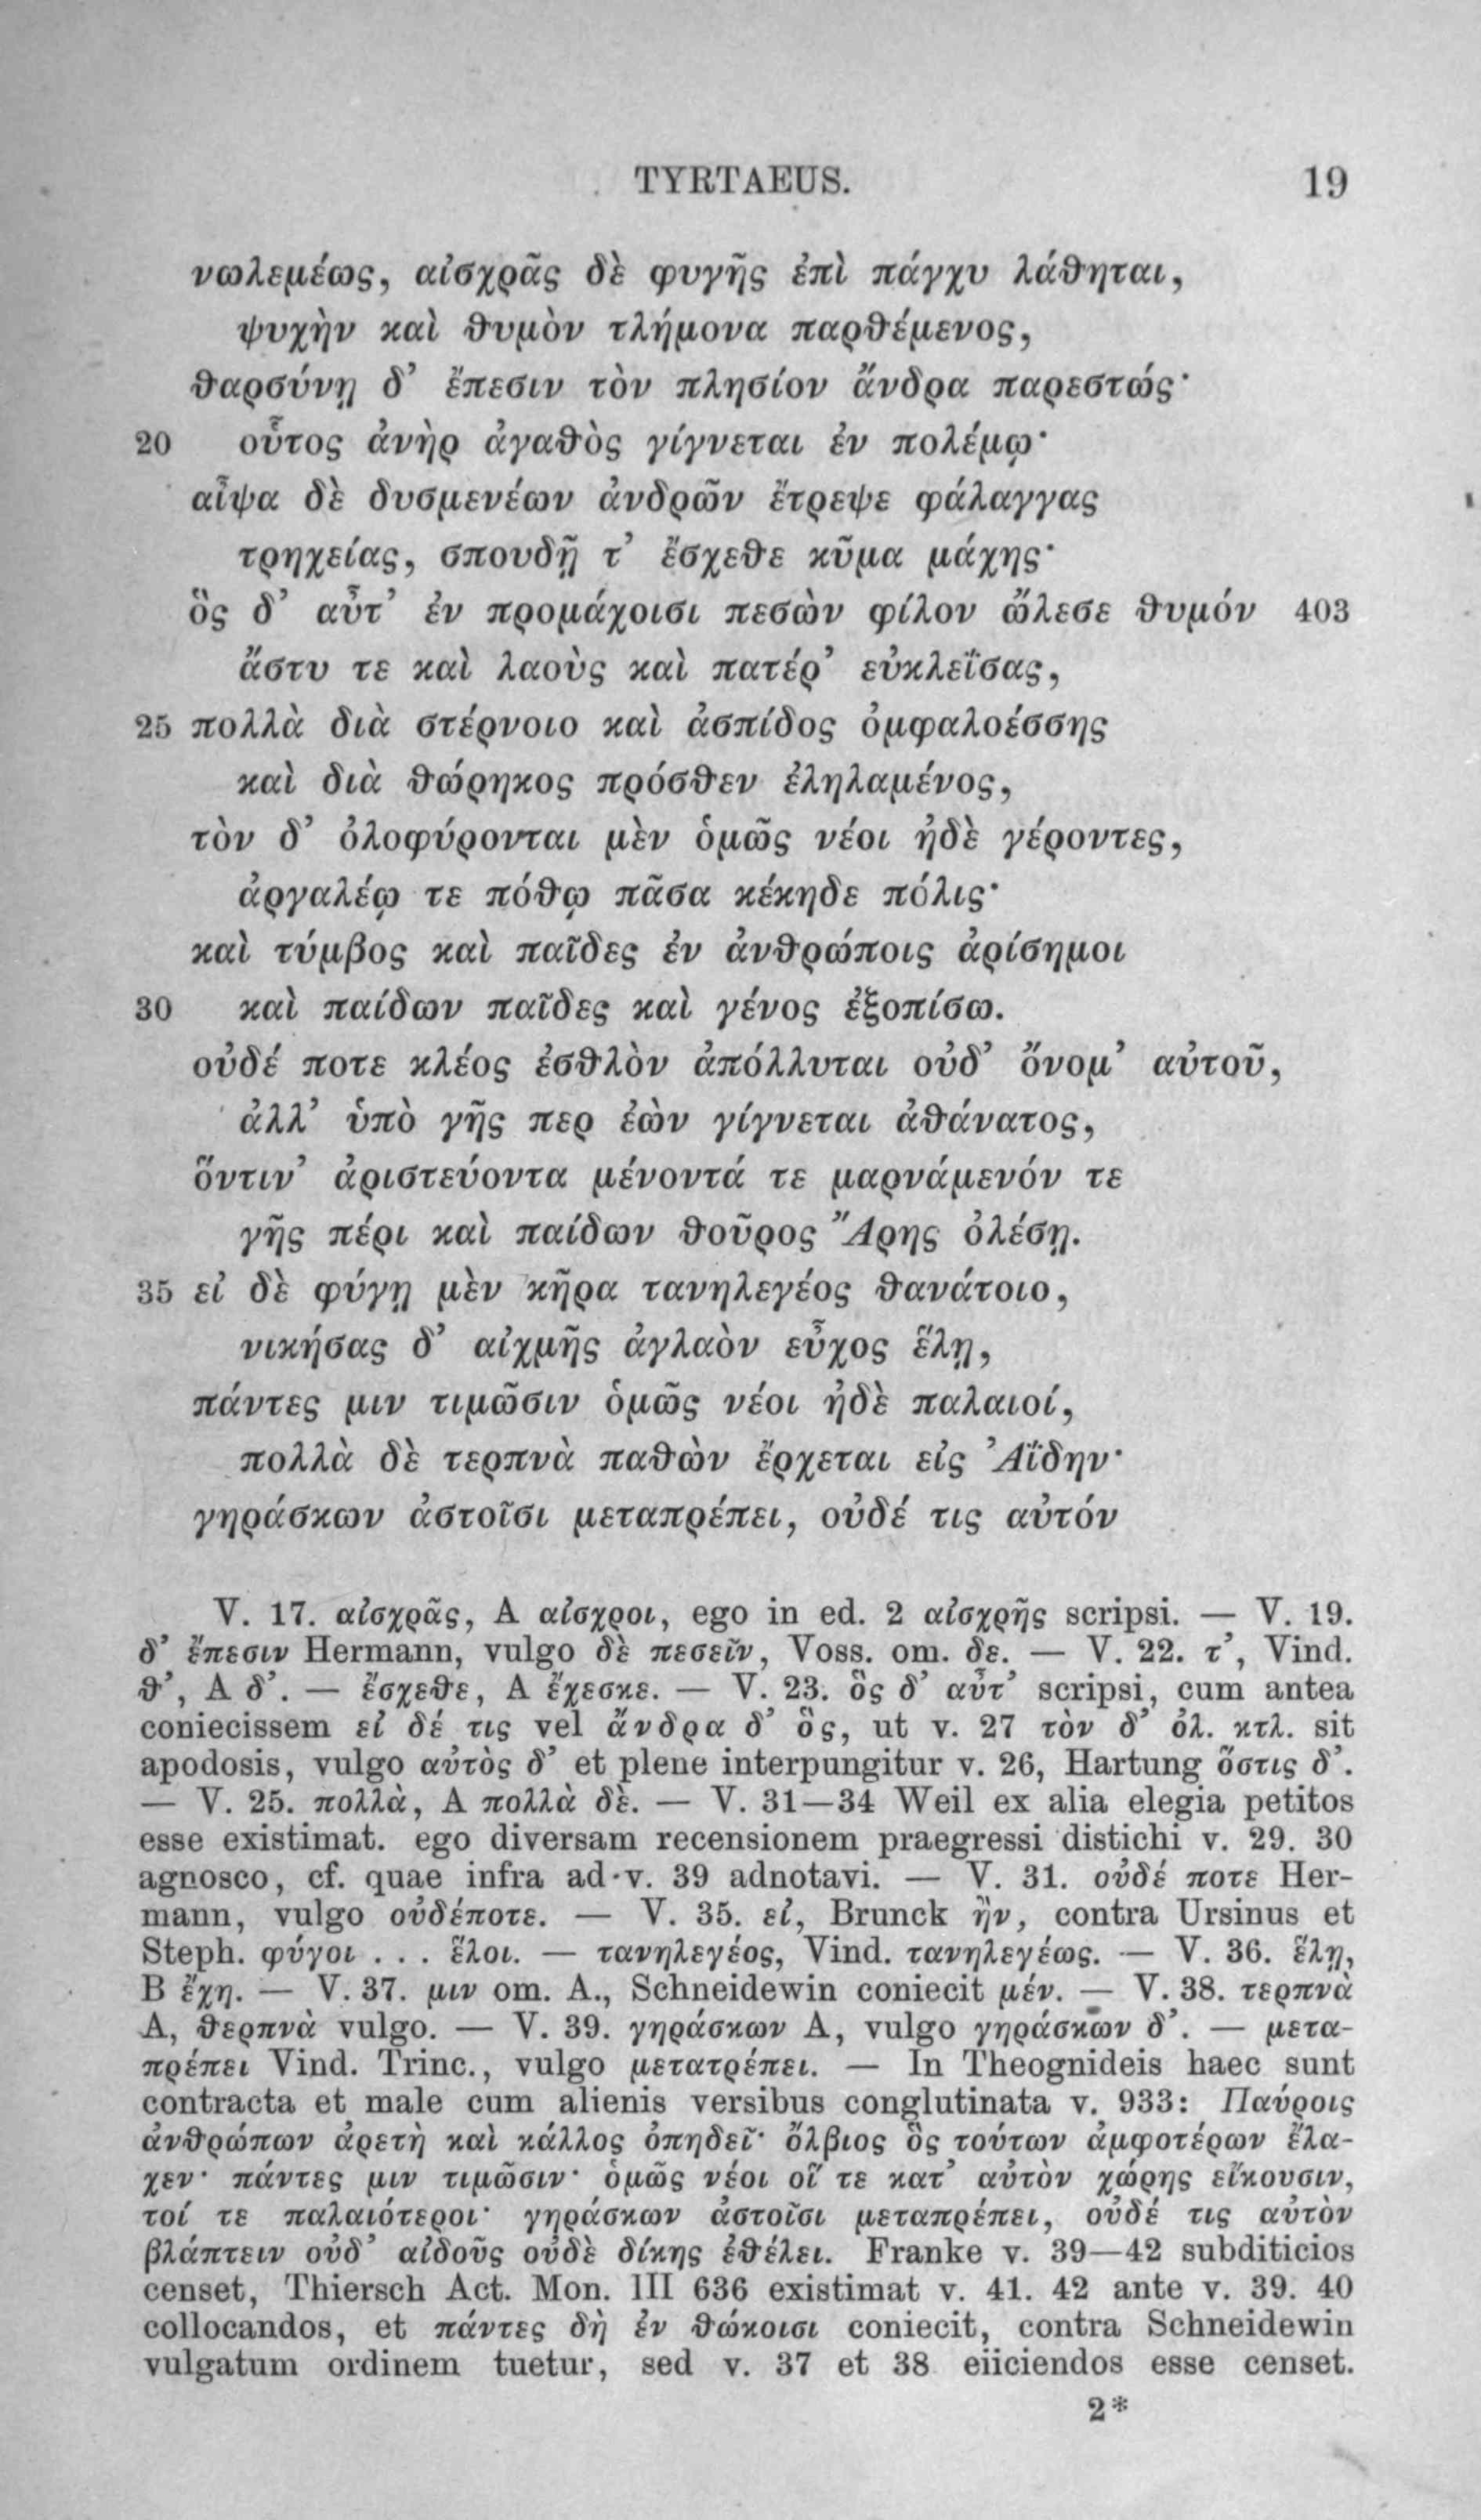 TYRTAEUS. 19
νωλεμέως, αἰσχρᾶς δὲ φυγῆς ἐπὶ πάγχυ λάθηται,
ψυχὴν καὶ θυμὸν τλήμονα παρθέμενος,
θαρσύνῃ δ’ ἔπεσιν τὸν πλησίον ἄνδρα παρεστώς·
20 οὗτος ἀνὴρ ἀγαθὸς γίγνεται ἐν πολέμῳ·
αἶψα δὲ δυσμενέων ἀνδρῶν ἔτρεψε φάλαγγας
τρηχείας, σπουδῇ τ’ ἔσχεθε κῦμα μάχης·
ὃς δ’ αὖτ’ ἐν προμάχοισι πεσὼν φίλον ὤλεσε θυμόν 403
ἄστυ τε καὶ λαοὺς καὶ πατέρ’ εὐκλεΐσας,
25 πολλὰ διὰ στέρνοιο καὶ ἀσπίδος ὀμφαλοέσσης
καὶ διὰ θώρηκος πρόσθεν ἐληλαμένος,
τὸν δ’ ὀλοφύρονται μὲν ὁμῶς νέοι ἠδὲ γέροντες,
ἀργαλέῳ τε πόθῳ πᾶσα κέκηδε πόλις·
καὶ τύμβος καὶ παῖδες ἐν ἀνθρώποις ἀρίσημοι
30 καὶ παίδων παῖδες καὶ γένος ἐξοπίσω.
οὐδέ ποτε κλέος ἐσθλὸν ἀπόλλυται οὐδ’ ὄνομ’ αὐτοῦ,
ἀλλ’ ὑπὸ γῆς περ ἐὼν γίγνεται ἀθάνατος,
ὅντιν’ ἀριστεύοντα μένοντά τε μαρνάμενόν τε
γῆς πέρι καὶ παίδων θοῦρος Ἄρης ὀλέσῃ.
35 εἰ δὲ φύγῃ μὲν κῆρα τανηλεγέος θανάτοιο,
νικήσας δ’ αἰχμῆς ἀγλαὸν εὖχος ἕλῃ,
πάντες μιν τιμῶσιν ὁμῶς νέοι ἠδὲ παλαιοί,
πολλὰ δὲ τερπνὰ παθὼν ἔρχεται εἰς Ἀΐδην·
γηράσκων ἀστοῖσι μεταπρέπει, οὐδέ τις αὐτόν
V. 17. αἰσχρᾶς, A αἰσχροι, ego in ed. 2 αἰσχρῆς scripsi. — V. 19.
δ’ ἔπεσιν Hermann, vulgo δὲ πεσεῖν, Voss. om. δε. — V. 22. τ’, Vind.
θ’, A δ’. — ἔσχεθε, A ἔχεσκε. — V. 23. ὃς δ’ αὖτ’ scripsi, cum antea
coniecissem εἰ δέ τις vel ἄνδρα δ’ ὃς, ut v. 27 τὸν δ’ ὀλ. κτλ. sit
apodosis, vulgo αὐτὸς δ’ et plene interpungitur v. 26, Hartung ὅστις δ’.
— V. 25. πολλὰ, A πολλὰ δὲ. — V. 31—34 Weil ex alia elegia petitos
esse existimat. ego diversam recensionem praegressi distichi v. 29. 30
agnosco, cf. quae infra ad v. 39 adnotavi. — V. 31. οὐδέ ποτε Her-
mann, vulgo οὐδέποτε. — V. 35. εἰ, Brunck ἢν, contra Ursinus et
Steph. φύγοι . . . ἕλοι. — τανηλεγέος, Vind. τανηλεγέως. — V. 36. ἕλῃ,
B ἔχῃ. — V. 37. μιν om. A., Schneidewin coniecit μέν. — V. 38. τερπνὰ
A, θερπνὰ vulgo. — V. 39. γηράσκων A, vulgo γηράσκων δ’. — μετα-
πρέπει Vind. Trinc., vulgo μετατρέπει. — In Theognideis haec sunt
contracta et male cum alienis versibus conglutinata v. 933: Παύροις
ἀνθρώπων ἀρετὴ καὶ κάλλος ὀπηδεῖ· ὄλβιος ὃς τούτων ἀμφοτέρων ἔλα-
χεν· πάντες μιν τιμῶσιν· ὁμῶς νέοι οἵ τε κατ’ αὐτὸν χώρης εἴκουσιν,
τοί τε παλαιότεροι· γηράσκων ἀστοῖσι μεταπρέπει, οὐδέ τις αὐτὸν
βλάπτειν οὐδ’ αἰδοῦς οὐδὲ δίκης ἐθέλει. Franke v. 39—42 subditicios
censet, Thiersch Act. Mon. III 636 existimat v. 41. 42 ante v. 39. 40
collocandos, et πάντες δὴ ἐν θώκοισι coniecit, contra Schneidewin
vulgatum ordinem tuetur, sed v. 37 et 38 eiiciendos esse censet.
2*